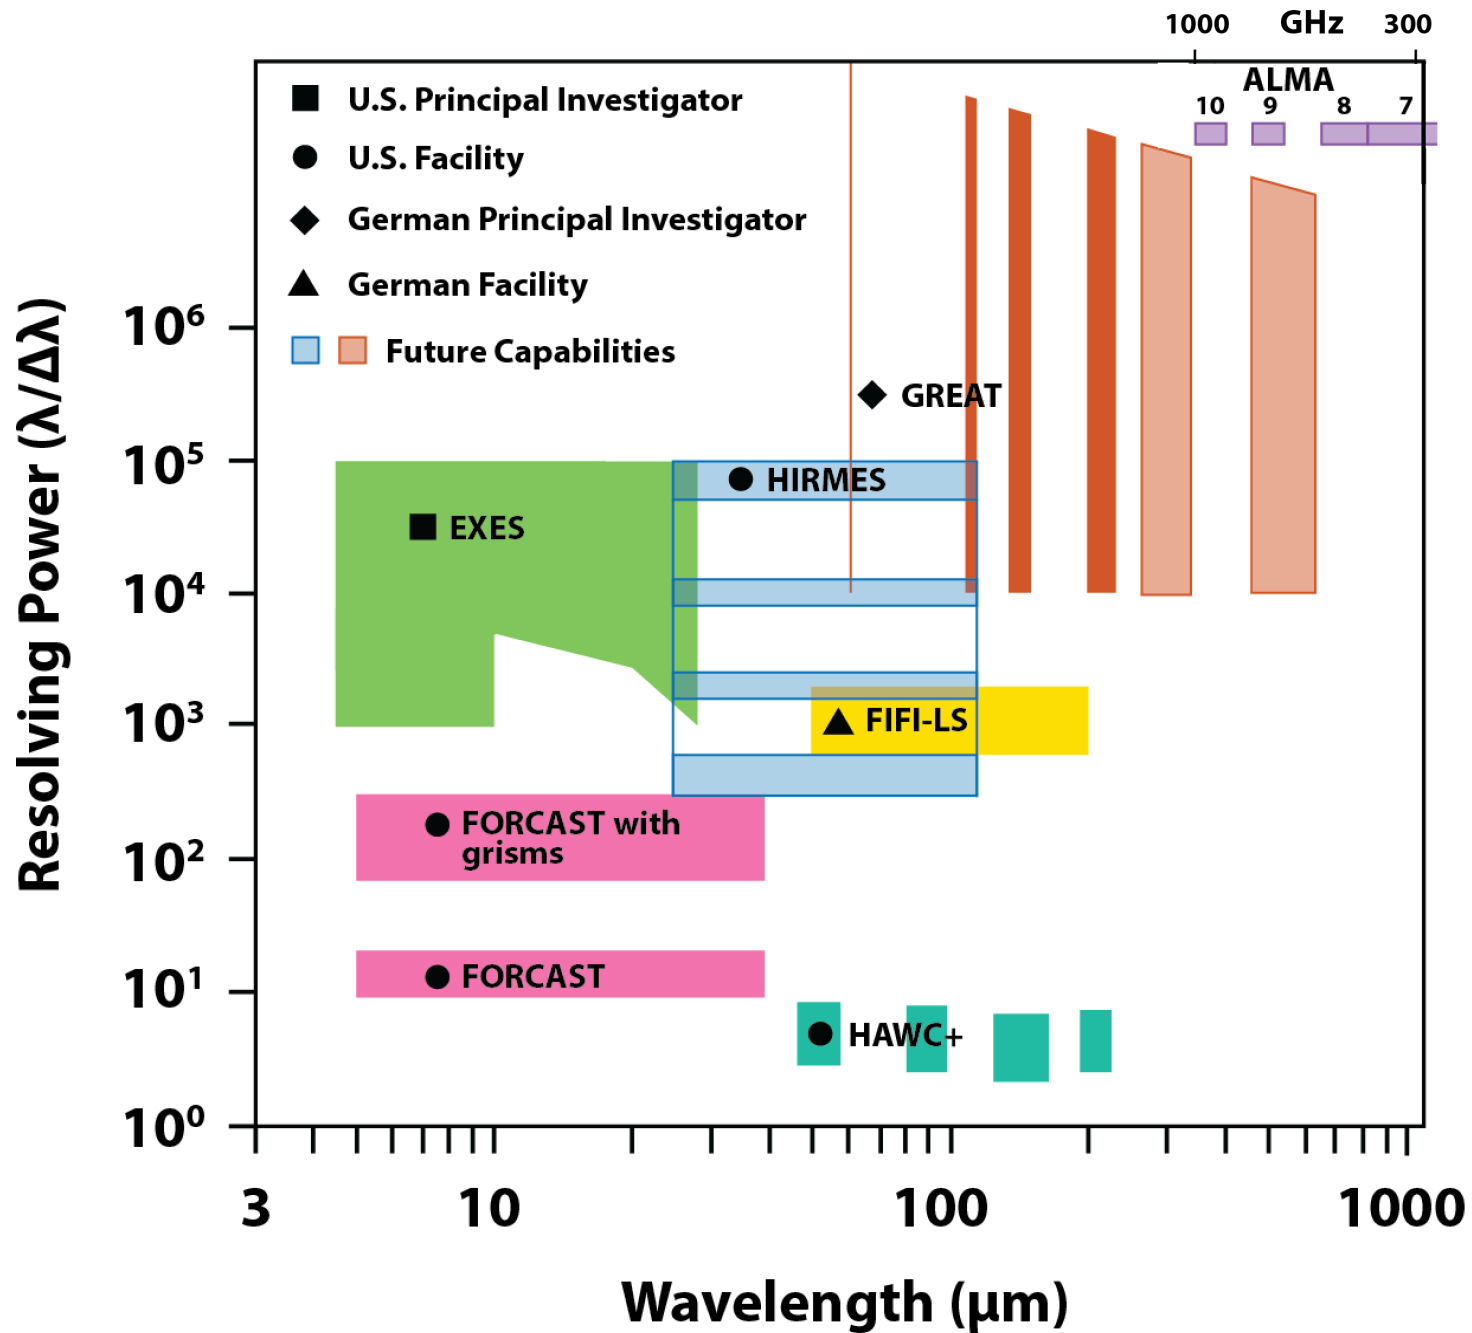 1000 GHz 300
ALMA
10 9 8 7
U.S. Principal Investigator
U.S. Facility
German Principal Investigator
German Facility
Future Capabilities
Resolving Power (λ/Δλ)
10⁶
10⁵
10⁴
10³
10²
10¹
10⁰
GREAT
HIRMES
EXES
FIFI-LS
FORCAST with
grisms
FORCAST
HAWC+
3 10 100 1000
Wavelength (μm)